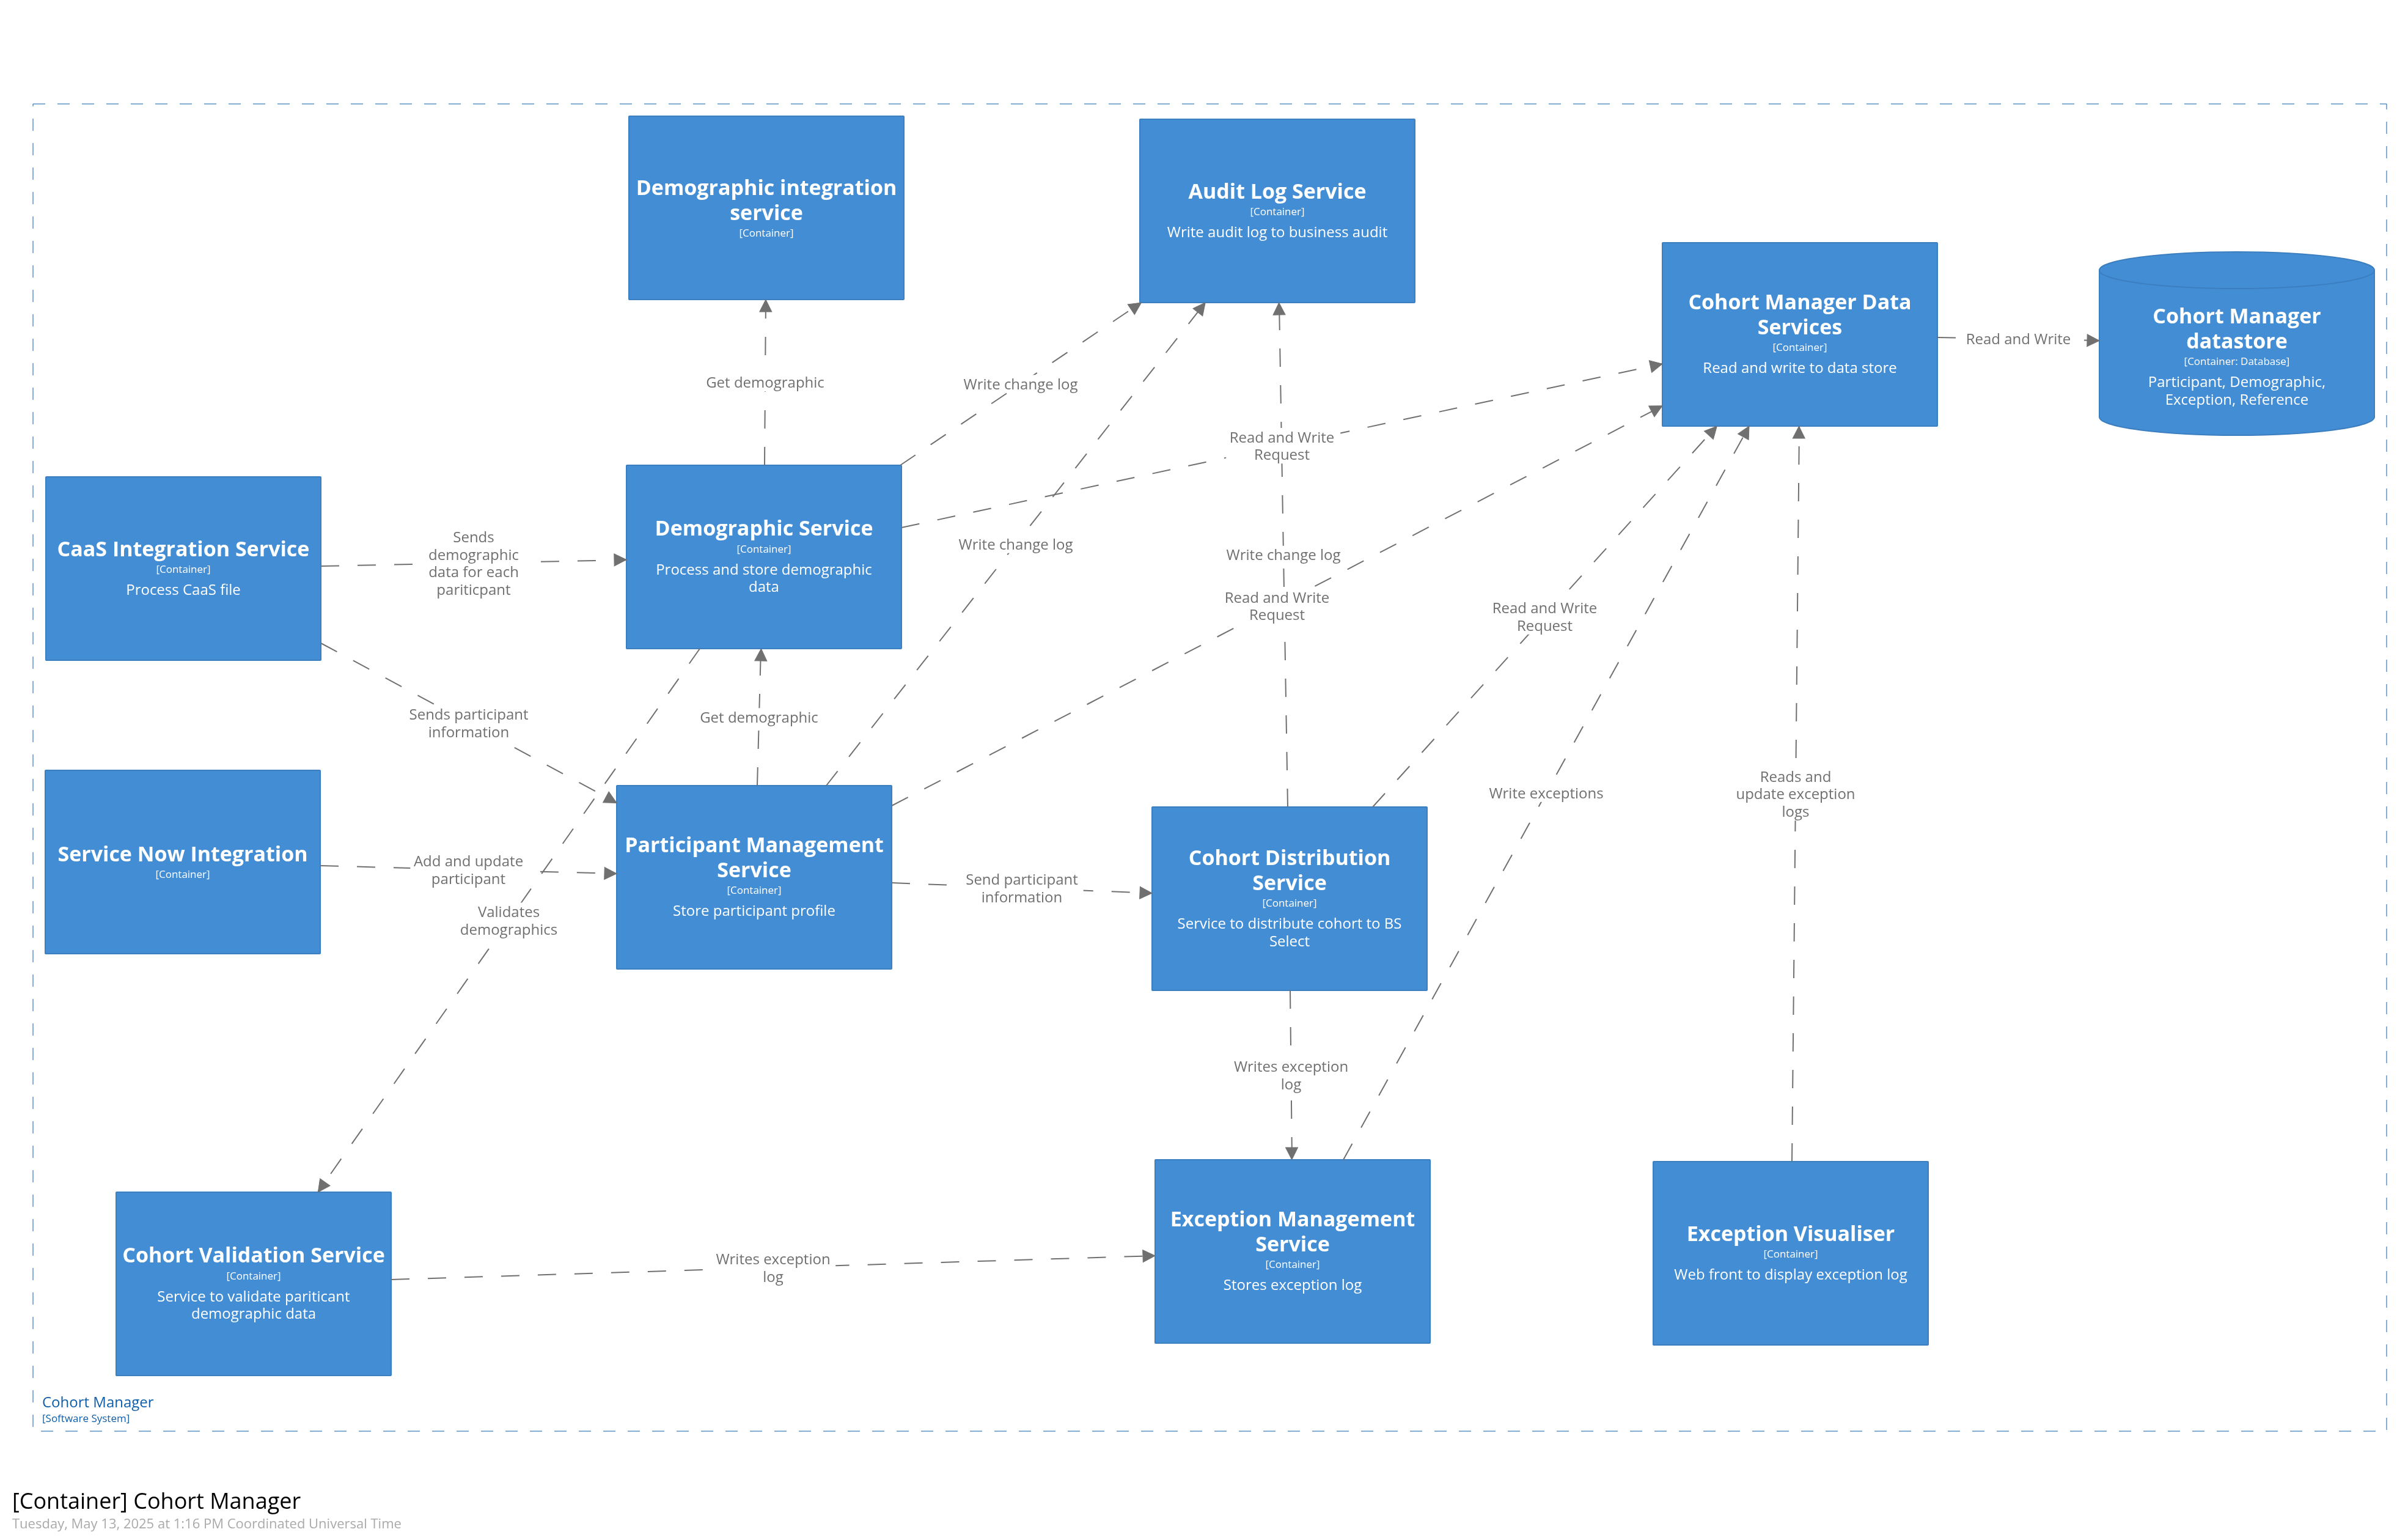 Demographic integration
service
[Container]
Audit Log Service
[Container]
Write audit log to business audit
Cohort Manager Data
Services
[Container]
Read and write to data store
Read and Write
Cohort Manager
datastore
[Container: Database]
Participant, Demographic,
Exception, Reference
Get demographic
Write change log
Read and Write
Request
CaaS Integration Service
[Container]
Process CaaS file
Sends
demographic
data for each
pariticpant
Demographic Service
[Container]
Process and store demographic
data
Write change log
Write change log
Read and Write
Request
Read and Write
Request
Sends participant
information
Get demographic
Service Now Integration
[Container]
Add and update
participant
Participant Management
Service
[Container]
Store participant profile
Send participant
information
Cohort Distribution
Service
[Container]
Service to distribute cohort to BS
Select
Write exceptions
Reads and
update exception
logs
Validates
demographics
Writes exception
log
Cohort Validation Service
[Container]
Service to validate pariticant
demographic data
Writes exception
log
Exception Management
Service
[Container]
Stores exception log
Exception Visualiser
[Container]
Web front to display exception log
Cohort Manager
[Software System]
[Container] Cohort Manager
Tuesday, May 13, 2025 at 1:16 PM Coordinated Universal Time